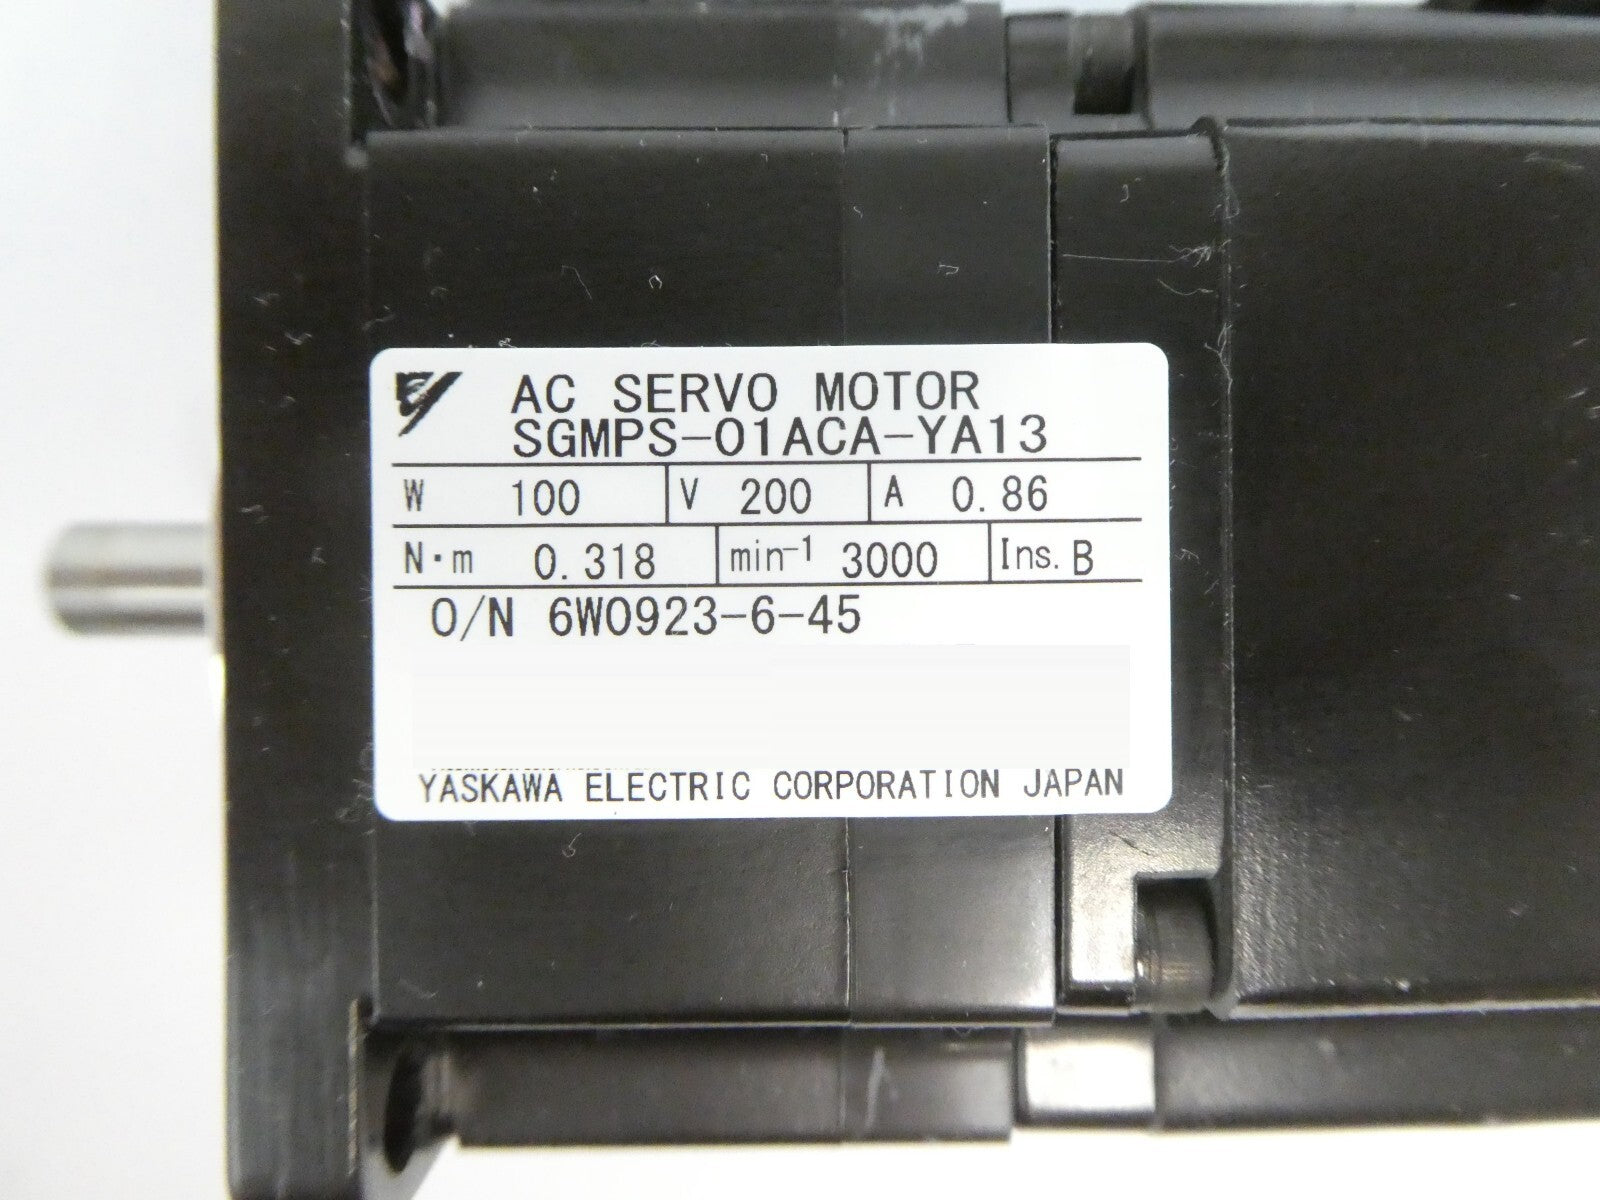 AC SERVO MOTOR
SGMPS-01ACA-YA13
W 100 V 200 A 0.86
N·m 0.318 min⁻¹ 3000 Ins. B
O/N 6W0923-6-45
YASKAWA ELECTRIC CORPORATION JAPAN